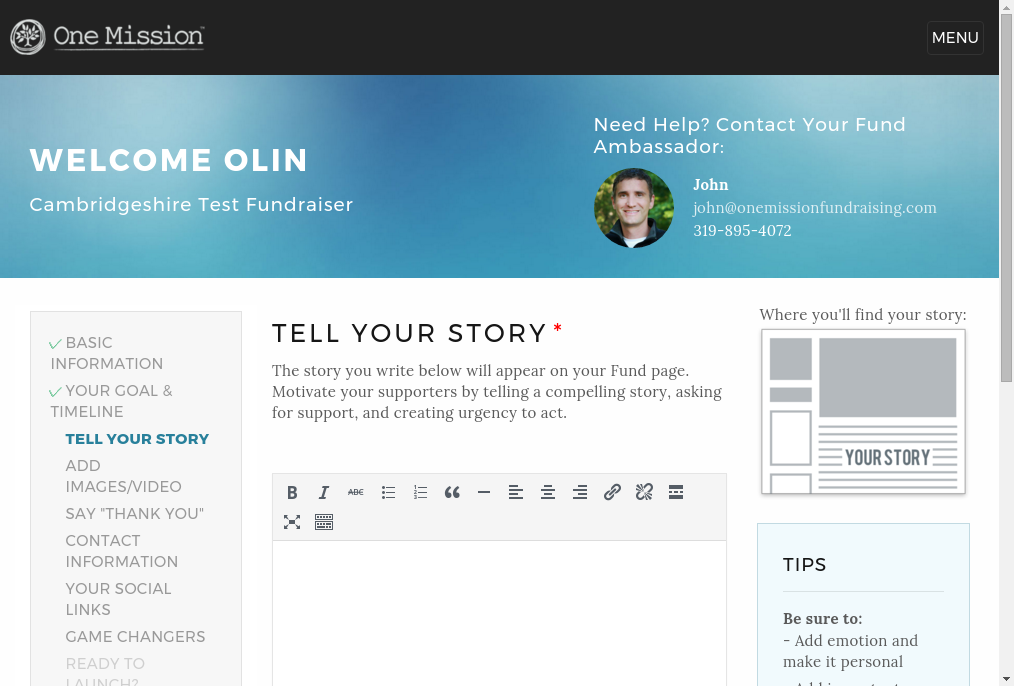 One Mission
MENU
WELCOME OLIN
Cambridgeshire Test Fundraiser
Need Help? Contact Your Fund
Ambassador:
John
john@onemissionfundraising.com
319-895-4072
BASIC
INFORMATION
YOUR GOAL &
TIMELINE
TELL YOUR STORY
ADD
IMAGES/VIDEO
SAY "THANK YOU"
CONTACT
INFORMATION
YOUR SOCIAL
LINKS
GAME CHANGERS
READY TO
LAUNCH?
TELL YOUR STORY *
The story you write below will appear on your Fund page.
Motivate your supporters by telling a compelling story, asking
for support, and creating urgency to act.
B I ABC
Where you'll find your story:
YOUR STORY
TIPS
Be sure to:
- Add emotion and
make it personal